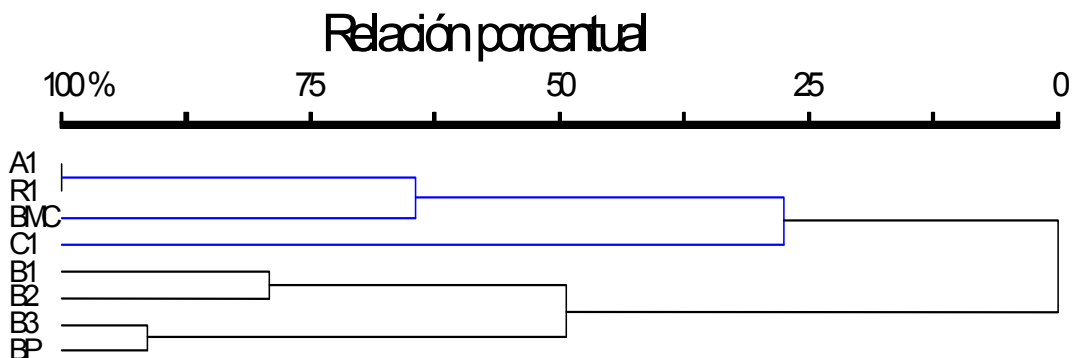 Relación porcentual
100% 75 50 25 0
A1
R1
BMC
C1
B1
B2
B3
BP